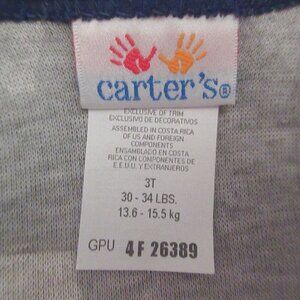 carter's®
EXCLUSIVE OF TRIM
EXCLUSIVO DE DECORATIVOS
ASSEMBLED IN COSTA RICA
OF US AND FOREIGN
COMPONENTS
ENSAMBLADO EN COSTA
RICA CON COMPONENTES DE
E.E.U.U. Y EXTRANJEROS
3T
30 - 34 LBS.
13.6 - 15.5 kg
GPU 4 F 26389